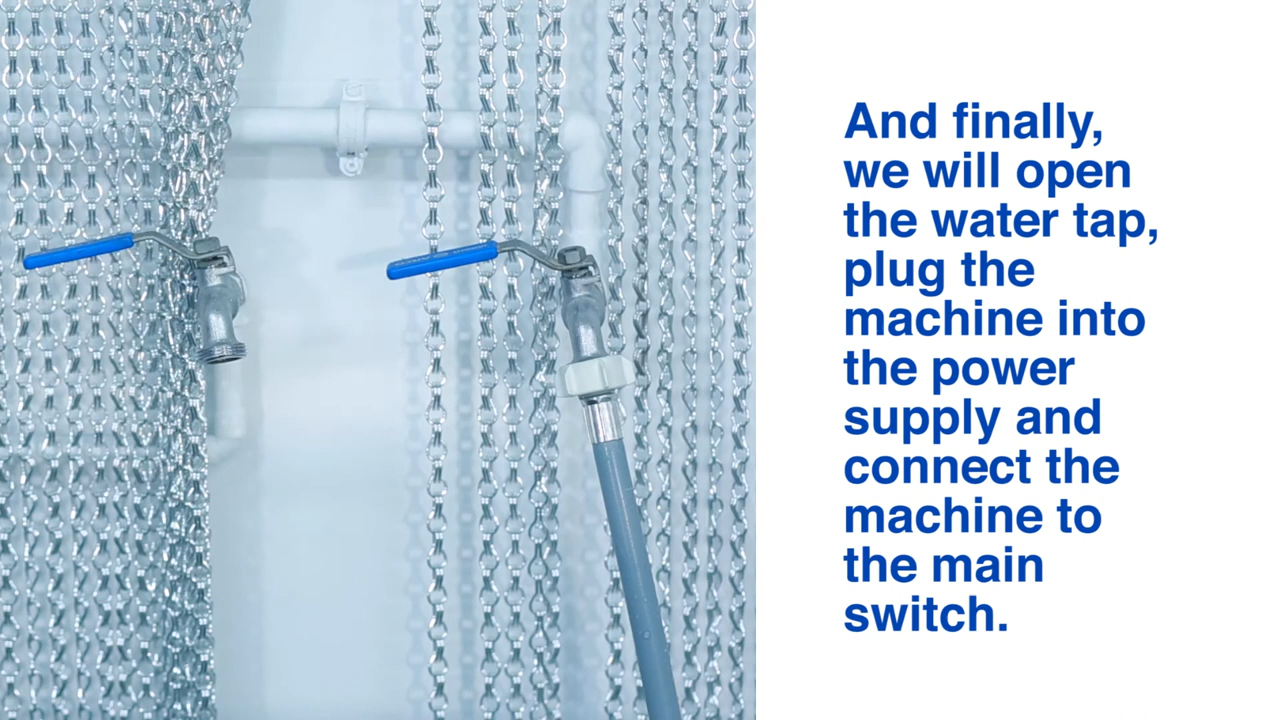 And finally,
we will open
the water tap,
plug the
machine into
the power
supply and
connect the
machine to
the main
switch.